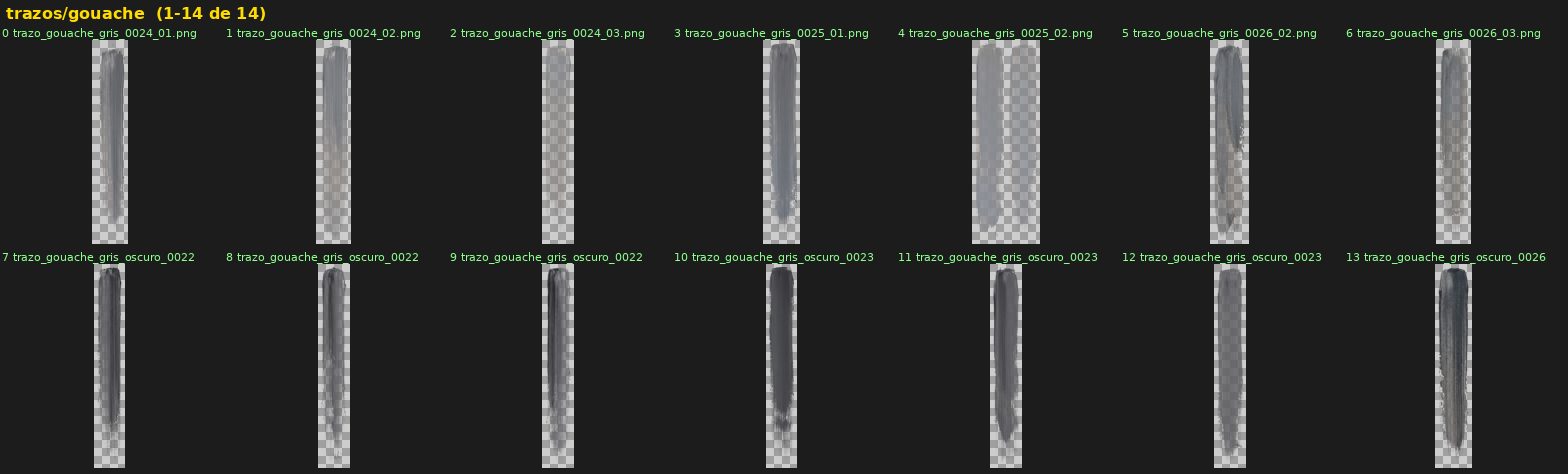 trazos/gouache (1-14 de 14)
0 trazo_gouache_gris_0024_01.png
1 trazo_gouache_gris_0024_02.png
2 trazo_gouache_gris_0024_03.png
3 trazo_gouache_gris_0025_01.png
4 trazo_gouache_gris_0025_02.png
5 trazo_gouache_gris_0026_02.png
6 trazo_gouache_gris_0026_03.png
7 trazo_gouache_gris_oscuro_0022
8 trazo_gouache_gris_oscuro_0022
9 trazo_gouache_gris_oscuro_0022
10 trazo_gouache_gris_oscuro_0023
11 trazo_gouache_gris_oscuro_0023
12 trazo_gouache_gris_oscuro_0023
13 trazo_gouache_gris_oscuro_0026